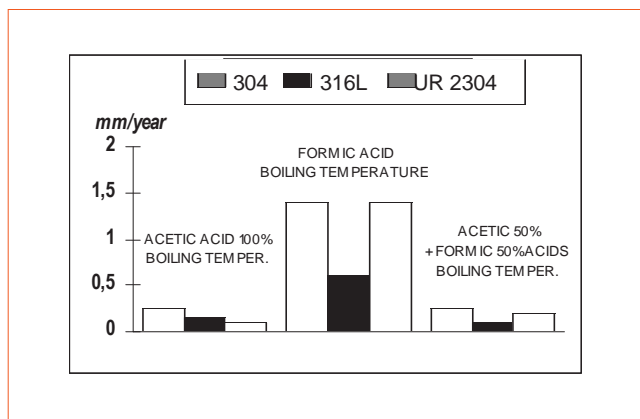 304 316L UR 2304
mm/year
2
1,5
1
0,5
0
FORMIC ACID
BOILING TEMPERATURE
ACETIC ACID 100%
BOILING TEMPER.
ACETIC 50%
+FORMIC 50%ACIDS
BOILING TEMPER.